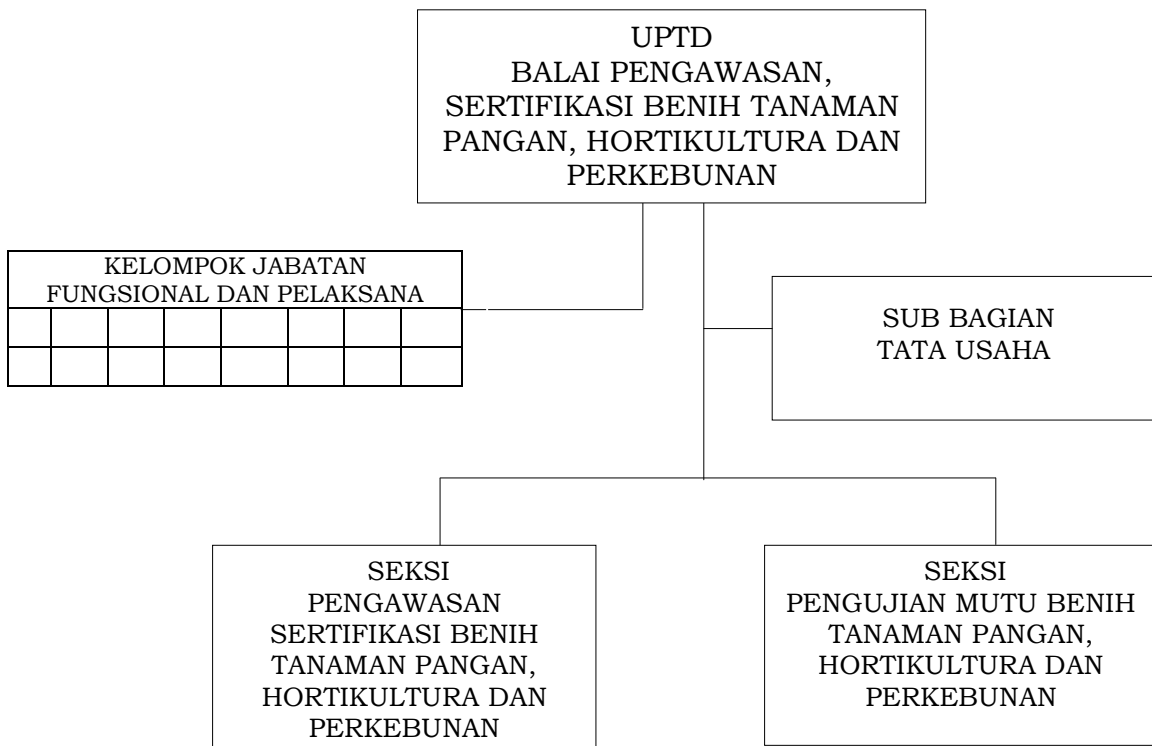 UPTD
BALAI PENGAWASAN,
SERTIFIKASI BENIH TANAMAN
PANGAN, HORTIKULTURA DAN
PERKEBUNAN
KELOMPOK JABATAN
FUNGSIONAL DAN PELAKSANA
SUB BAGIAN
TATA USAHA
SEKSI
PENGAWASAN
SERTIFIKASI BENIH
TANAMAN PANGAN,
HORTIKULTURA DAN
PERKEBUNAN
SEKSI
PENGUJIAN MUTU BENIH
TANAMAN PANGAN,
HORTIKULTURA DAN
PERKEBUNAN